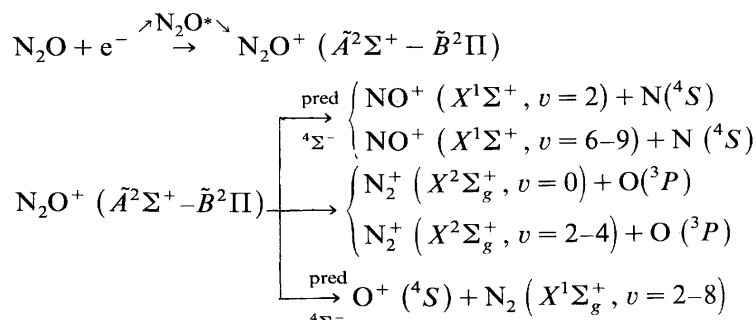 ↗N₂O*↘
N₂O + e⁻ → N₂O⁺ (Ã²Σ⁺ − B̃²Π)
pred
NO⁺ (X¹Σ⁺, v = 2) + N(⁴S)
⁴Σ⁻
NO⁺ (X¹Σ⁺, v = 6–9) + N (⁴S)
N₂⁺ (X²Σg⁺, v = 0) + O(³P)
N₂O⁺ (Ã²Σ⁺–B̃²Π)
N₂⁺ (X²Σg⁺, v = 2–4) + O (³P)
pred
O⁺ (⁴S) + N₂ (X¹Σg⁺, v = 2–8)
⁴Σ⁻